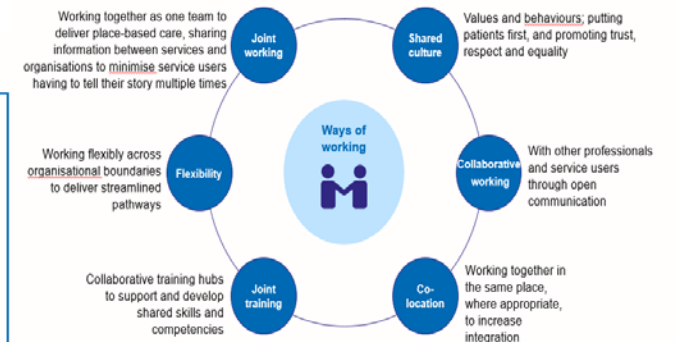 Working together as one team to
deliver place-based care, sharing
information between services and
organisations to minimise service users
having to tell their story multiple times
Joint
working
Shared
culture
Values and behaviours; putting
patients first, and promoting trust,
respect and equality
Ways of
working
Working flexibly across
organisational boundaries
to deliver streamlined
pathways
Flexibility
Collaborative
working
With other professionals
and service users
through open
communication
Collaborative training hubs
to support and develop
shared skills and
competencies
Joint
training
Co-
location
Working together in
the same place,
where appropriate,
to increase
integration